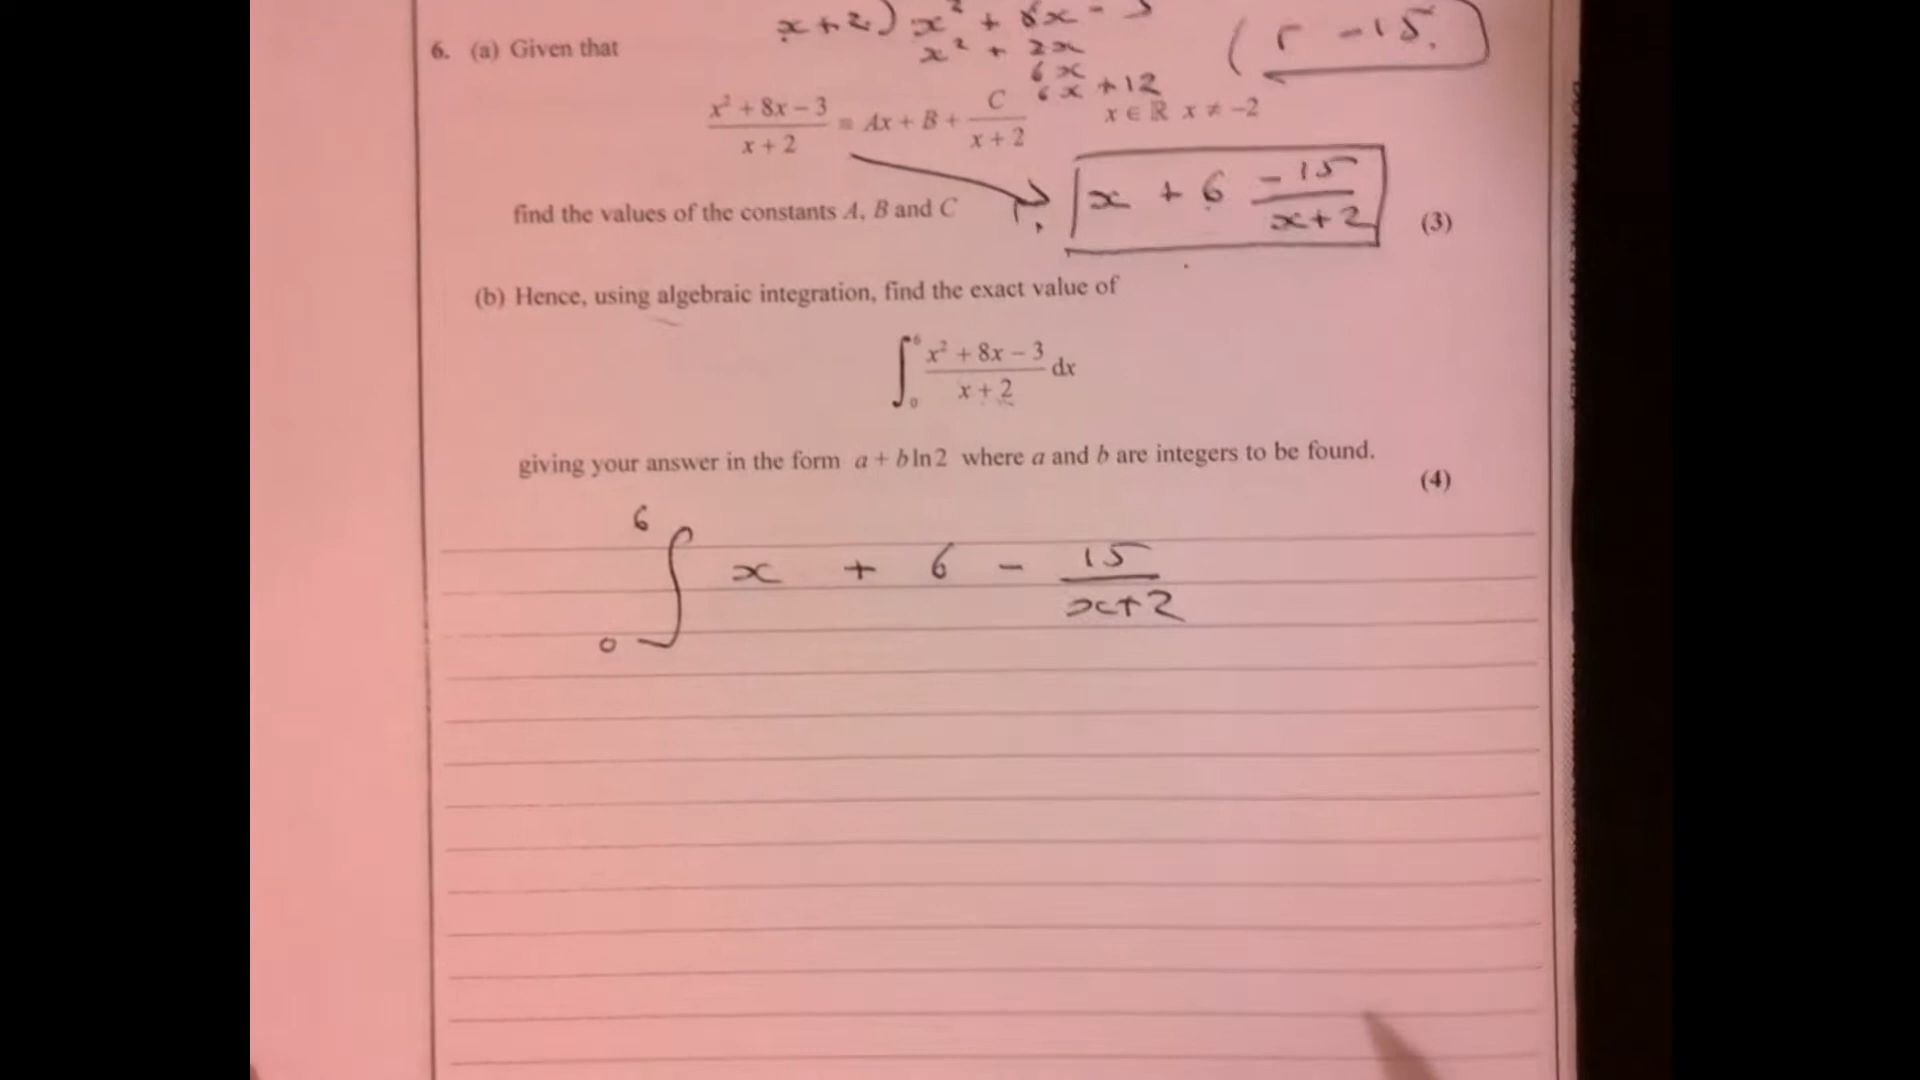 x+2) x² + 8x - 3
6. (a) Given that
x² + 2x
(r -15.
6x
6x +12
(x² + 8x − 3)/(x + 2) ≡ Ax + B + C/(x + 2) x ∈ ℝ x ≠ −2
x + 6 - 15/(x+2)
find the values of the constants A, B and C
(3)
(b) Hence, using algebraic integration, find the exact value of
∫₀⁶ (x² + 8x − 3)/(x + 2) dx
giving your answer in the form a + b ln 2 where a and b are integers to be found.
(4)
∫₀⁶ x + 6 - 15/(x+2)